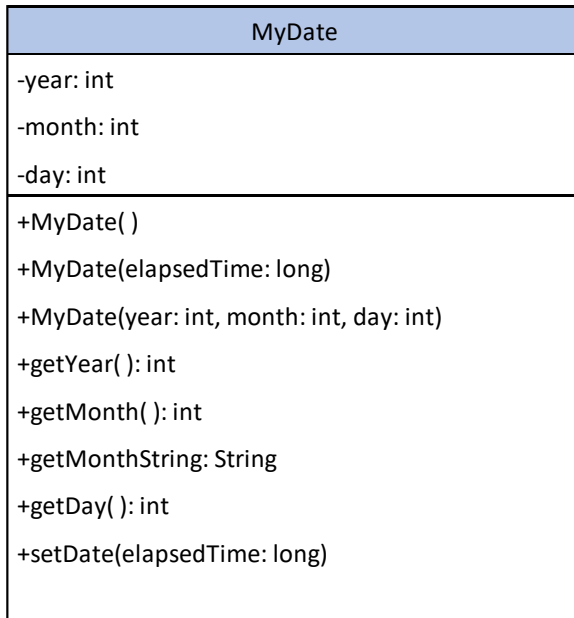 MyDate
-year: int
-month: int
-day: int
+MyDate( )
+MyDate(elapsedTime: long)
+MyDate(year: int, month: int, day: int)
+getYear( ): int
+getMonth( ): int
+getMonthString: String
+getDay( ): int
+setDate(elapsedTime: long)